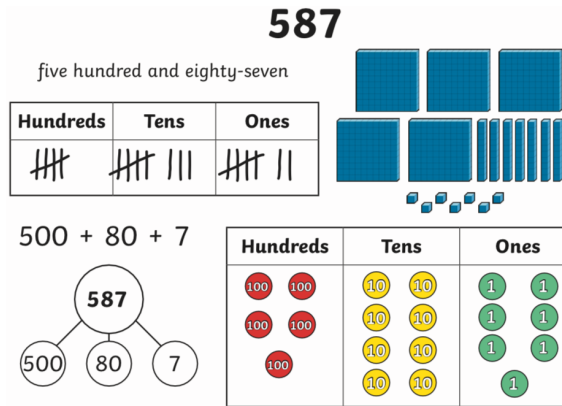 587
five hundred and eighty-seven
Hundreds Tens Ones
500 + 80 + 7
587
500 80 7
Hundreds Tens Ones
100 100 10 10 1 1
100 100 10 10 1 1
100 10 10 1 1
10 10 1